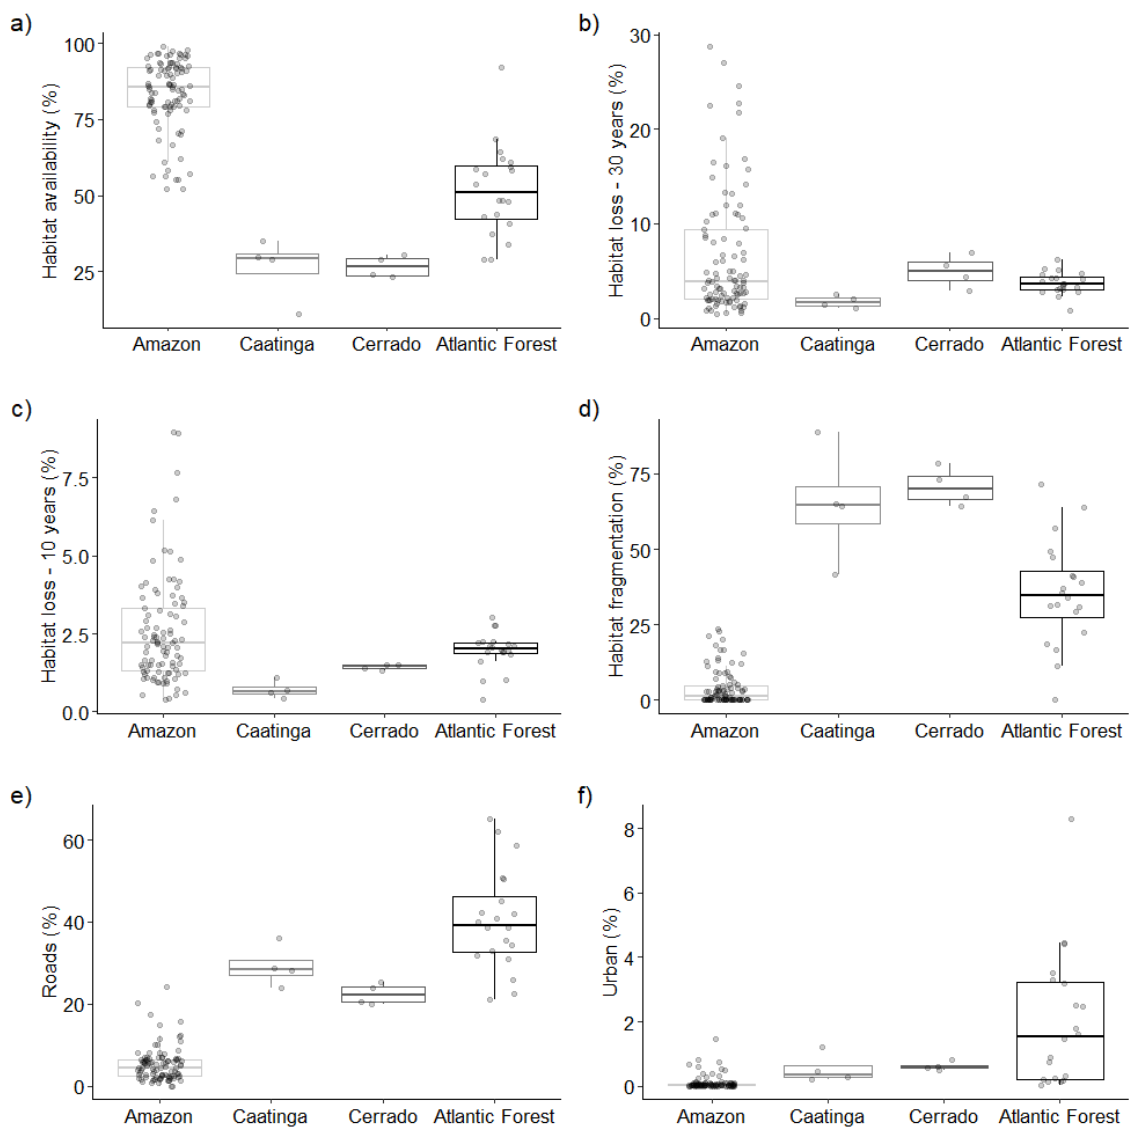 a)
Habitat availability (%)
100
75
50
25
Amazon Caatinga Cerrado Atlantic Forest
b)
Habitat loss - 30 years (%)
30
20
10
0
Amazon Caatinga Cerrado Atlantic Forest
c)
Habitat loss - 10 years (%)
7.5
5.0
2.5
0.0
Amazon Caatinga Cerrado Atlantic Forest
d)
Habitat fragmentation (%)
75
50
25
0
Amazon Caatinga Cerrado Atlantic Forest
e)
Roads (%)
60
40
20
0
Amazon Caatinga Cerrado Atlantic Forest
f)
Urban (%)
8
6
4
2
0
Amazon Caatinga Cerrado Atlantic Forest